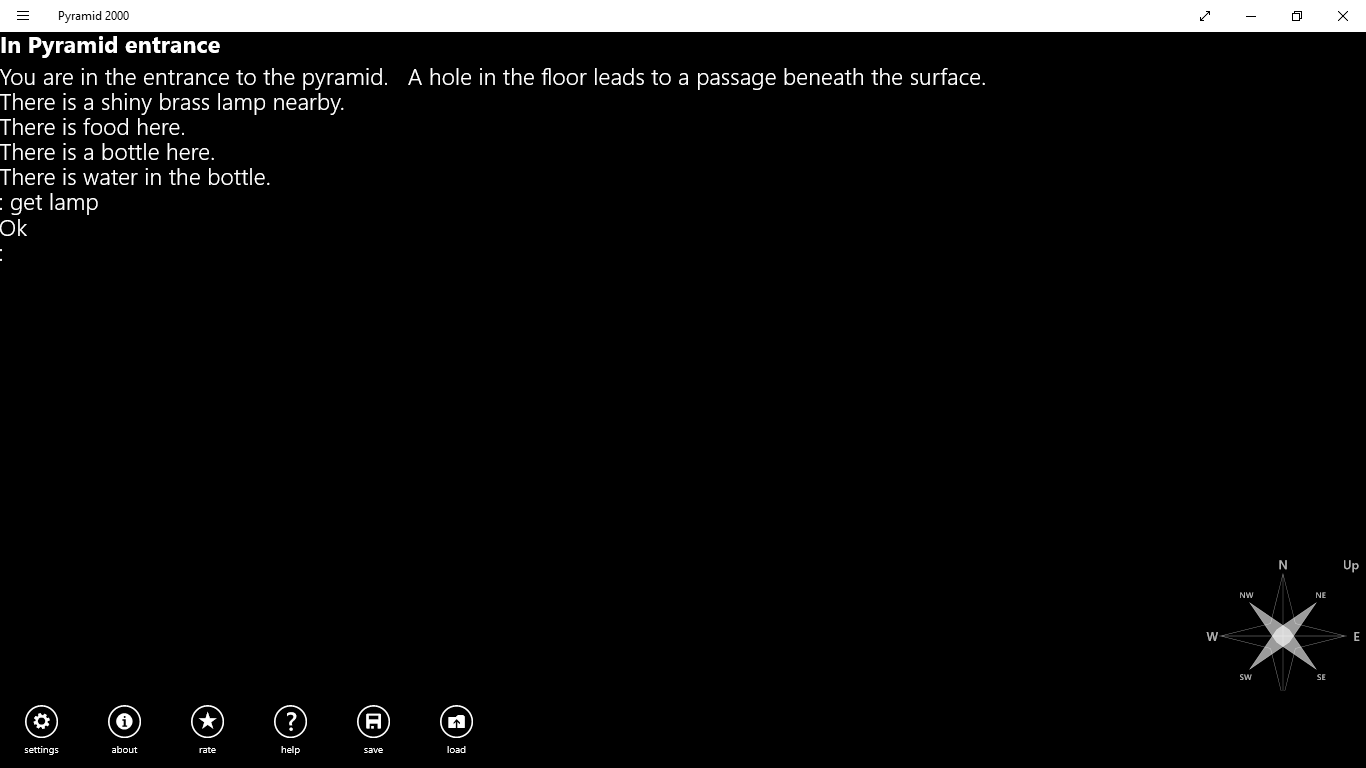 Pyramid 2000
In Pyramid entrance
You are in the entrance to the pyramid.   A hole in the floor leads to a passage beneath the surface.
There is a shiny brass lamp nearby.
There is food here.
There is a bottle here.
There is water in the bottle.
: get lamp
Ok
:
N Up
NW NE
W E
SW SE
settings about rate help save load